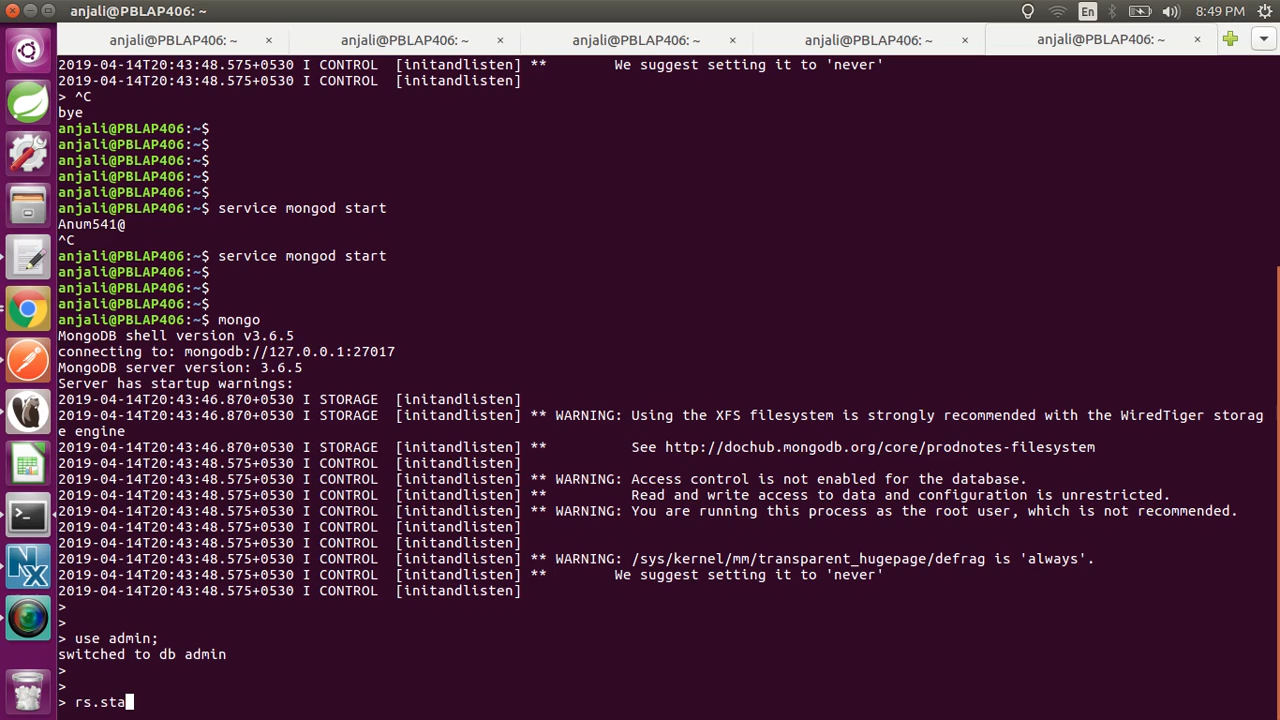 anjali@PBLAP406: ~
En
8:49 PM
anjali@PBLAP406: ~ ×
anjali@PBLAP406: ~ ×
anjali@PBLAP406: ~ ×
anjali@PBLAP406: ~ ×
anjali@PBLAP406: ~ ×
2019-04-14T20:43:48.575+0530 I CONTROL  [initandlisten] **        We suggest setting it to 'never'
2019-04-14T20:43:48.575+0530 I CONTROL  [initandlisten]
> ^C
bye
anjali@PBLAP406:~$
anjali@PBLAP406:~$
anjali@PBLAP406:~$
anjali@PBLAP406:~$
anjali@PBLAP406:~$
anjali@PBLAP406:~$ service mongod start
Anum541@
^C
anjali@PBLAP406:~$ service mongod start
anjali@PBLAP406:~$
anjali@PBLAP406:~$
anjali@PBLAP406:~$
anjali@PBLAP406:~$ mongo
MongoDB shell version v3.6.5
connecting to: mongodb://127.0.0.1:27017
MongoDB server version: 3.6.5
Server has startup warnings:
2019-04-14T20:43:46.870+0530 I STORAGE  [initandlisten]
2019-04-14T20:43:46.870+0530 I STORAGE  [initandlisten] ** WARNING: Using the XFS filesystem is strongly recommended with the WiredTiger storag
e engine
2019-04-14T20:43:46.870+0530 I STORAGE  [initandlisten] **          See http://dochub.mongodb.org/core/prodnotes-filesystem
2019-04-14T20:43:48.575+0530 I CONTROL  [initandlisten]
2019-04-14T20:43:48.575+0530 I CONTROL  [initandlisten] ** WARNING: Access control is not enabled for the database.
2019-04-14T20:43:48.575+0530 I CONTROL  [initandlisten] **          Read and write access to data and configuration is unrestricted.
2019-04-14T20:43:48.575+0530 I CONTROL  [initandlisten] ** WARNING: You are running this process as the root user, which is not recommended.
2019-04-14T20:43:48.575+0530 I CONTROL  [initandlisten]
2019-04-14T20:43:48.575+0530 I CONTROL  [initandlisten]
2019-04-14T20:43:48.575+0530 I CONTROL  [initandlisten] ** WARNING: /sys/kernel/mm/transparent_hugepage/defrag is 'always'.
2019-04-14T20:43:48.575+0530 I CONTROL  [initandlisten] **        We suggest setting it to 'never'
2019-04-14T20:43:48.575+0530 I CONTROL  [initandlisten]
>
>
> use admin;
switched to db admin
>
>
> rs.sta